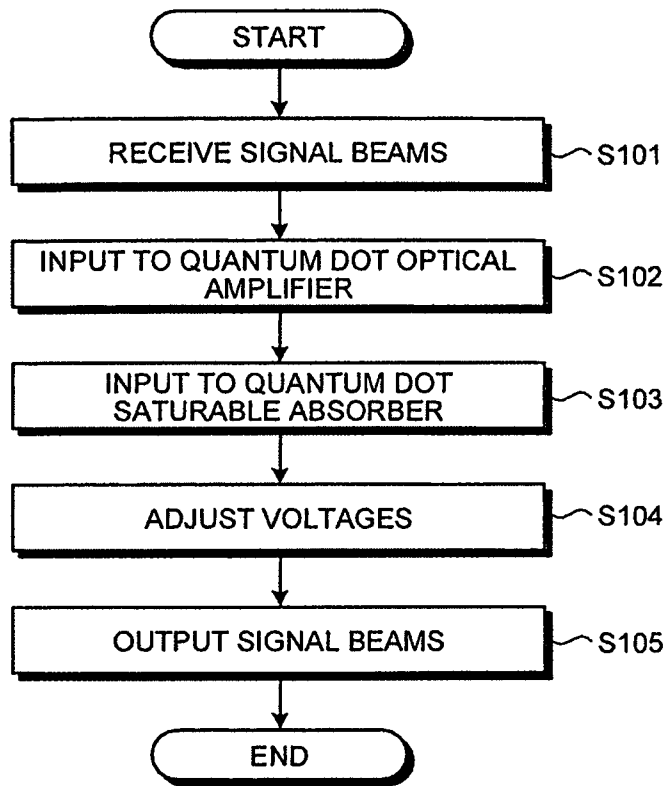 START
RECEIVE SIGNAL BEAMS
S101
INPUT TO QUANTUM DOT OPTICAL
AMPLIFIER
S102
INPUT TO QUANTUM DOT
SATURABLE ABSORBER
S103
ADJUST VOLTAGES
S104
OUTPUT SIGNAL BEAMS
S105
END